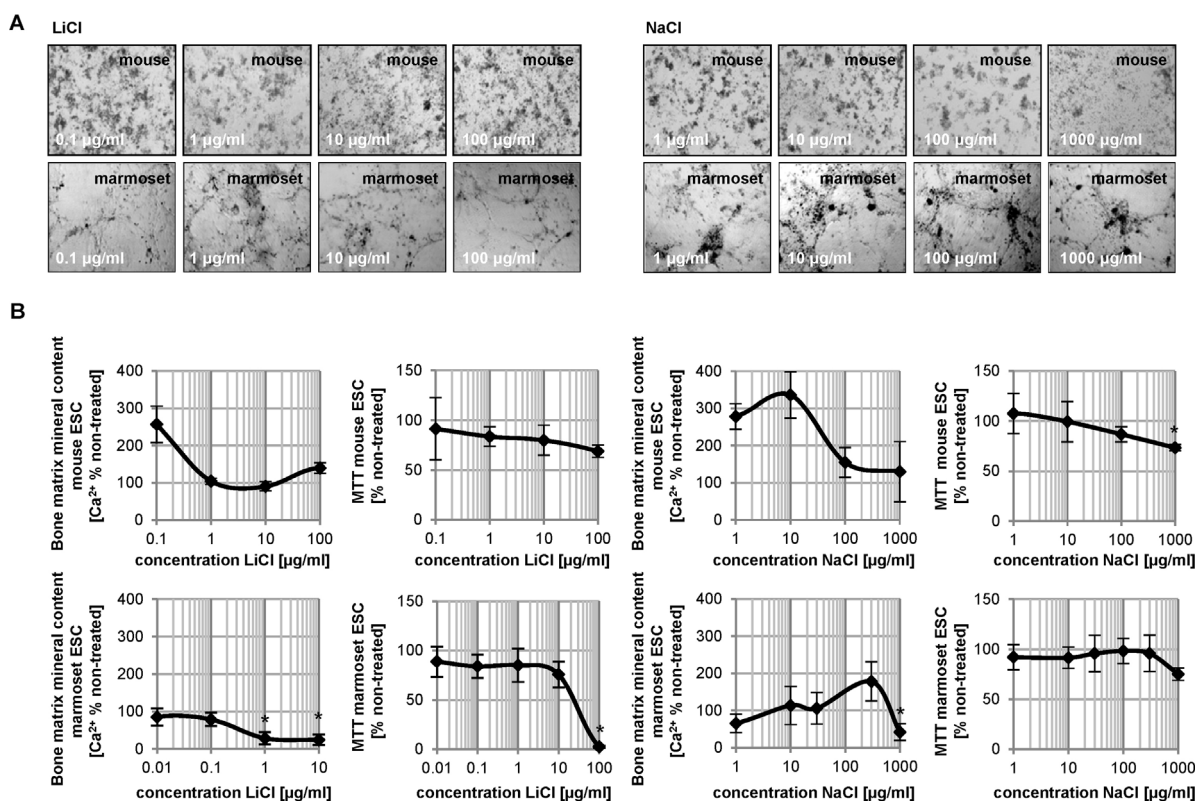 A
LiCl
NaCl
mouse mouse mouse mouse
0.1 µg/ml 1 µg/ml 10 µg/ml 100 µg/ml
mouse mouse mouse mouse
1 µg/ml 10 µg/ml 100 µg/ml 1000 µg/ml
marmoset marmoset marmoset marmoset
0.1 µg/ml 1 µg/ml 10 µg/ml 100 µg/ml
marmoset marmoset marmoset marmoset
1 µg/ml 10 µg/ml 100 µg/ml 1000 µg/ml
B
Bone matrix mineral content
mouse ESC
[Ca²⁺ % non-treated]
400
300
200
100
0
0.1 1 10 100
concentration LiCl [µg/ml]
MTT mouse ESC
[% non-treated]
150
100
50
0
0.1 1 10 100
concentration LiCl [µg/ml]
Bone matrix mineral content
mouse ESC
[Ca²⁺ % non-treated]
400
300
200
100
0
1 10 100 1000
concentration NaCl [µg/ml]
MTT mouse ESC
[% non-treated]
150
100
50
0
*
1 10 100 1000
concentration NaCl [µg/ml]
Bone matrix mineral content
marmoset ESC
[Ca²⁺ % non-treated]
400
300
200
100
0
* *
0.01 0.1 1 10
concentration LiCl [µg/ml]
MTT marmoset ESC
[% non-treated]
150
100
50
0
*
0.01 0.1 1 10 100
concentration LiCl [µg/ml]
Bone matrix mineral content
marmoset ESC
[Ca²⁺ % non-treated]
400
300
200
100
0
*
1 10 100 1000
concentration NaCl [µg/ml]
MTT marmoset ESC
[% non-treated]
150
100
50
0
1 10 100 1000
concentration NaCl [µg/ml]